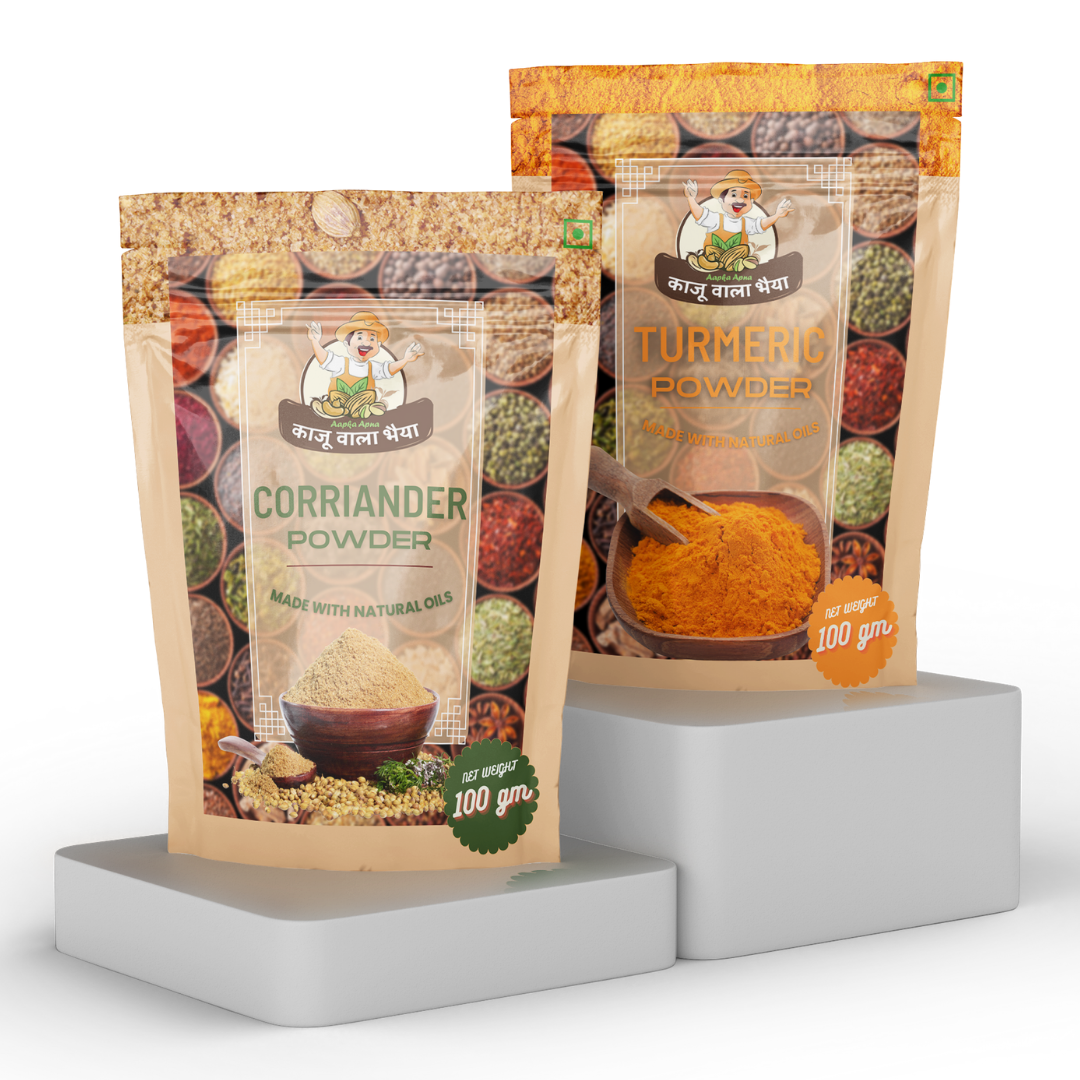 Aapka Apna
काजू वाला भैया
CORRIANDER
POWDER
MADE WITH NATURAL OILS
NET WEIGHT
100 gm
Aapka Apna
काजू वाला भैया
TURMERIC
POWDER
MADE WITH NATURAL OILS
NET WEIGHT
100 gm